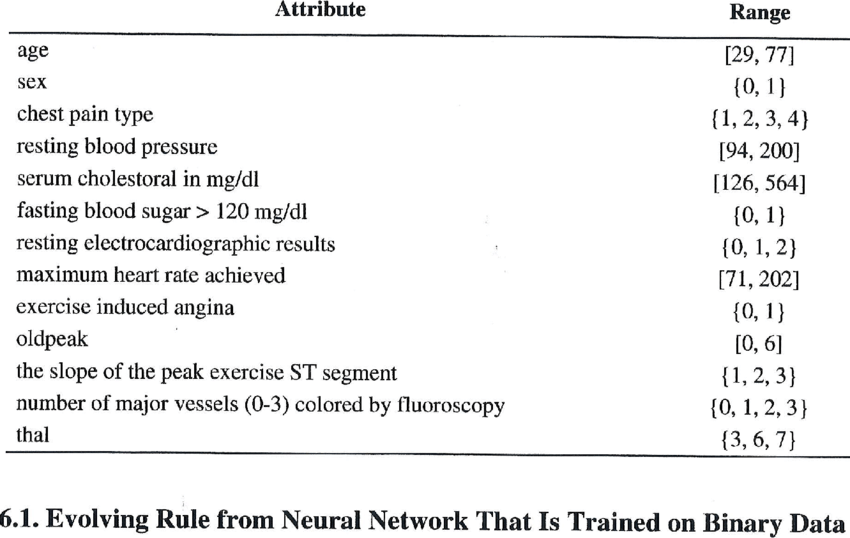 Attribute Range
age [29, 77]
sex {0, 1}
chest pain type {1, 2, 3, 4}
resting blood pressure [94, 200]
serum cholestoral in mg/dl [126, 564]
fasting blood sugar > 120 mg/dl {0, 1}
resting electrocardiographic results {0, 1, 2}
maximum heart rate achieved [71, 202]
exercise induced angina {0, 1}
oldpeak [0, 6]
the slope of the peak exercise ST segment {1, 2, 3}
number of major vessels (0-3) colored by fluoroscopy {0, 1, 2, 3}
thal {3, 6, 7}
6.1. Evolving Rule from Neural Network That Is Trained on Binary Data